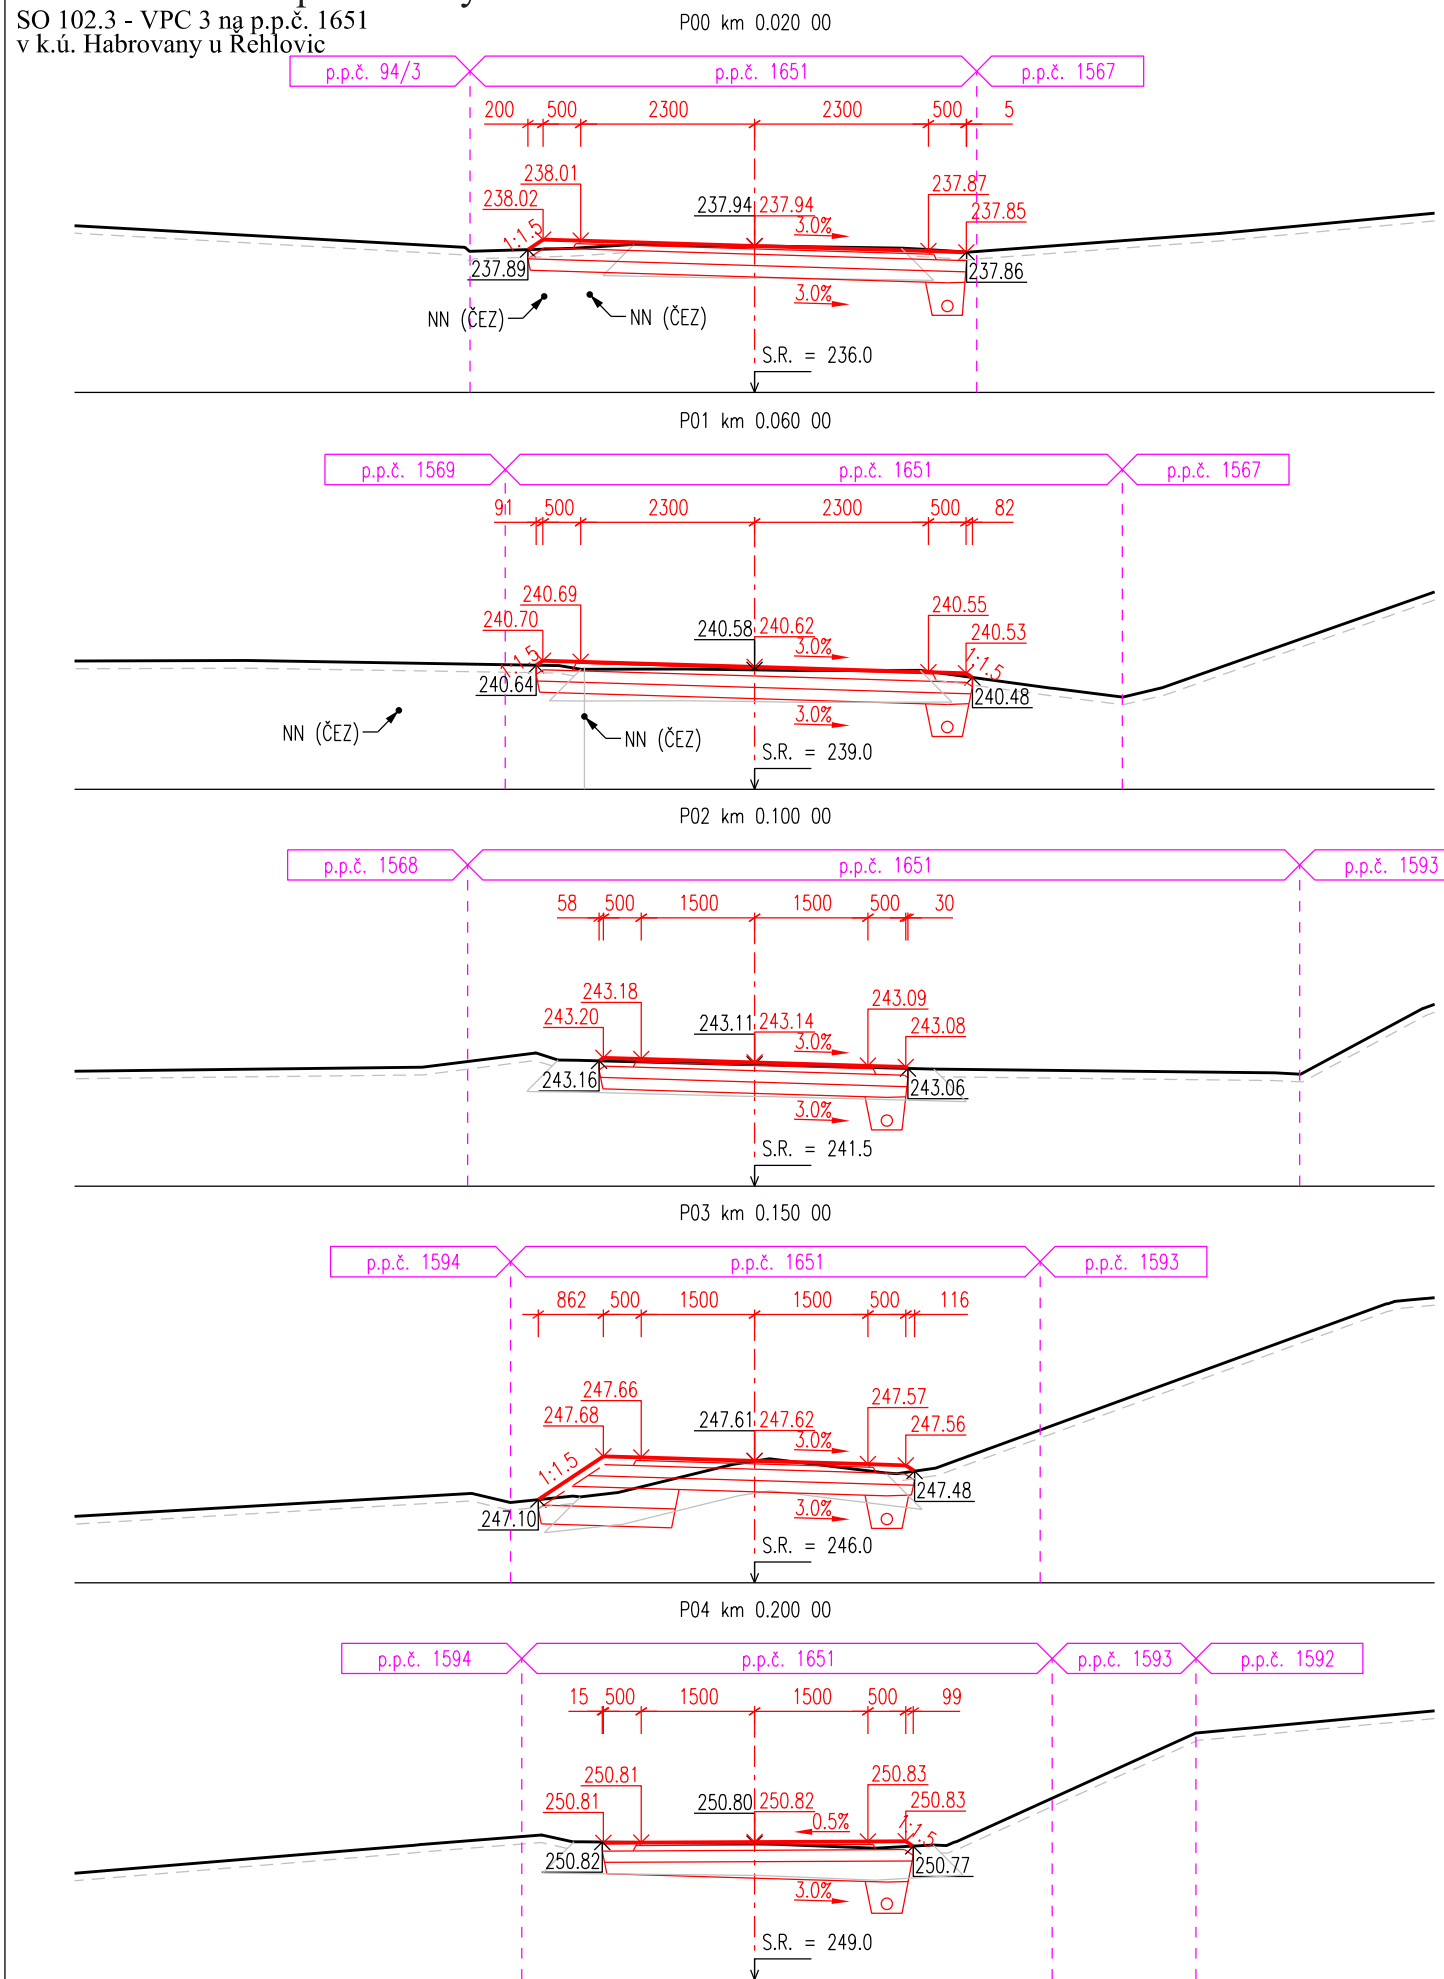 SO 102.3 - VPC 3 na p.p.č. 1651
v k.ú. Habrovany u Řehlovic
P00 km 0.020 00
p.p.č. 94/3 p.p.č. 1651 p.p.č. 1567
200 500 2300 2300 500 5
238.01 237.87
238.02 237.94 237.94 237.85
3.0%
1:1.5
237.89 237.86
3.0%
NN (ČEZ) NN (ČEZ)
S.R. = 236.0
P01 km 0.060 00
p.p.č. 1569 p.p.č. 1651 p.p.č. 1567
91 500 2300 2300 500 82
240.69 240.55
240.70 240.58 240.62 240.53
3.0%
1:1.5 1:1.5
240.64 240.48
3.0%
NN (ČEZ) NN (ČEZ)
S.R. = 239.0
P02 km 0.100 00
p.p.č. 1568 p.p.č. 1651 p.p.č. 1593
58 500 1500 1500 500 30
243.18 243.09
243.20 243.11 243.14 243.08
3.0%
243.16 243.06
3.0%
S.R. = 241.5
P03 km 0.150 00
p.p.č. 1594 p.p.č. 1651 p.p.č. 1593
862 500 1500 1500 500 116
247.66 247.57
247.68 247.61 247.62 247.56
3.0%
1:1.5
247.10 247.48
3.0%
S.R. = 246.0
P04 km 0.200 00
p.p.č. 1594 p.p.č. 1651 p.p.č. 1593 p.p.č. 1592
15 500 1500 1500 500 99
250.81 250.83
250.81 250.80 250.82 250.83
0.5%
1:1.5
250.82 250.77
3.0%
S.R. = 249.0